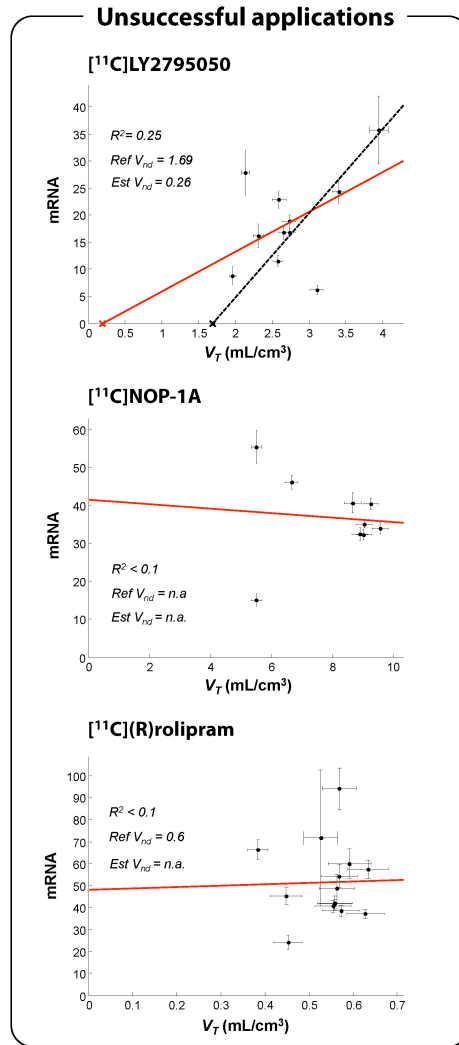 Unsuccessful applications
[¹¹C]LY2795050
mRNA
40
35
30
25
20
15
10
5
0
R²= 0.25
Ref Vnd = 1.69
Est Vnd = 0.26
0 0.5 1 1.5 2 2.5 3 3.5 4
VT (mL/cm³)
[¹¹C]NOP-1A
mRNA
60
50
40
30
20
10
0
R² < 0.1
Ref Vnd = n.a
Est Vnd = n.a.
0 2 4 6 8 10
VT (mL/cm³)
[¹¹C](R)rolipram
mRNA
100
90
80
70
60
50
40
30
20
10
0
R² < 0.1
Ref Vnd = 0.6
Est Vnd = n.a.
0 0.1 0.2 0.3 0.4 0.5 0.6 0.7
VT (mL/cm³)